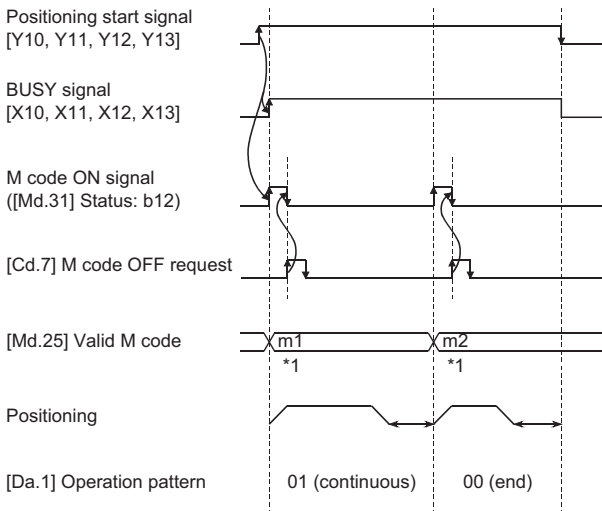 Positioning start signal
[Y10, Y11, Y12, Y13]
BUSY signal
[X10, X11, X12, X13]
M code ON signal
([Md.31] Status: b12)
[Cd.7] M code OFF request
[Md.25] Valid M code
m1
m2
*1
*1
Positioning
[Da.1] Operation pattern
01 (continuous)
00 (end)